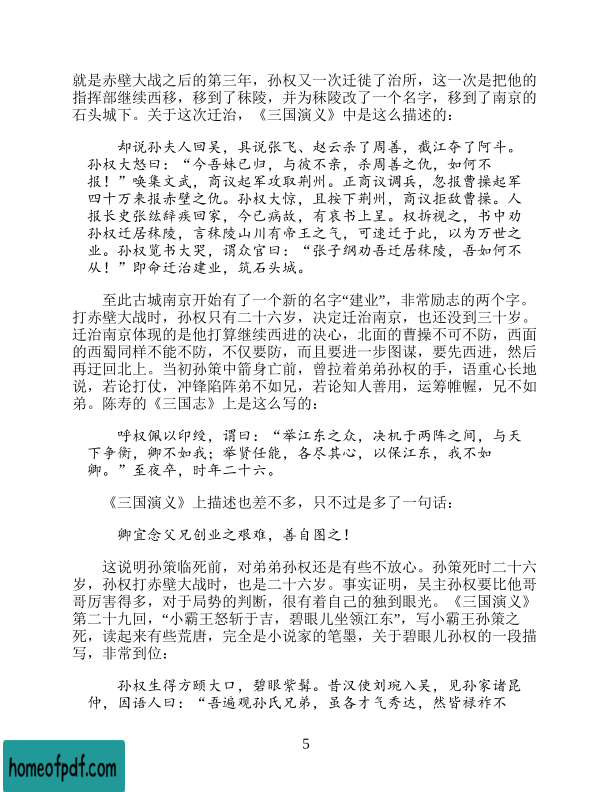 就是赤壁大战之后的第三年，孙权又一次迁徙了治所，这一次是把他的
指挥部继续西移，移到了秣陵，并为秣陵改了一个名字，移到了南京的
石头城下。关于这次迁治，《三国演义》中是这么描述的：
却说孙夫人回吴，具说张飞、赵云杀了周善，截江夺了阿斗。
孙权大怒曰：“今吾妹已归，与彼不亲，杀周善之仇，如何不
报！”唤集文武，商议起军攻取荆州。正商议调兵，忽报曹操起军
四十万来报赤壁之仇。孙权大惊，且按下荆州，商议拒敌曹操。人
报长史张纮辞疾回家，今已病故，有哀书上呈。权拆视之，书中劝
孙权迁居秣陵，言秣陵山川有帝王之气，可速迁于此，以为万世之
业。孙权览书大哭，谓众官曰：“张子纲劝吾迁居秣陵，吾如何不
从！”即命迁治建业，筑石头城。
至此古城南京开始有了一个新的名字“建业”，非常励志的两个字。
打赤壁大战时，孙权只有二十六岁，决定迁治南京，也还没到三十岁。
迁治南京体现的是他打算继续西进的决心，北面的曹操不可不防，西面
的西蜀同样不能不防，不仅要防，而且要进一步图谋，要先西进，然后
再迂回北上。当初孙策中箭身亡前，曾拉着弟弟孙权的手，语重心长地
说，若论打仗，冲锋陷阵弟不如兄，若论知人善用，运筹帷幄，兄不如
弟。陈寿的《三国志》上是这么写的：
呼权佩以印绶，谓曰：“举江东之众，决机于两阵之间，与天
下争衡，卿不如我；举贤任能，各尽其心，以保江东，我不如
卿。”至夜卒，时年二十六。
《三国演义》上描述也差不多，只不过是多了一句话：
卿宜念父兄创业之艰难，善自图之！
这说明孙策临死前，对弟弟孙权还是有些不放心。孙策死时二十六
岁，孙权打赤壁大战时，也是二十六岁。事实证明，吴主孙权要比他哥
哥厉害得多，对于局势的判断，很有着自己的独到眼光。《三国演义》
第二十九回，“小霸王怒斩于吉，碧眼儿坐领江东”，写小霸王孙策之
死，读起来有些荒唐，完全是小说家的笔墨，关于碧眼儿孙权的一段描
写，非常到位：
孙权生得方颐大口，碧眼紫髯。昔汉使刘琬入吴，见孙家诸昆
仲，因语人曰：“吾遍观孙氏兄弟，虽各才气秀达，然皆禄祚不
5
homeofpdf.com